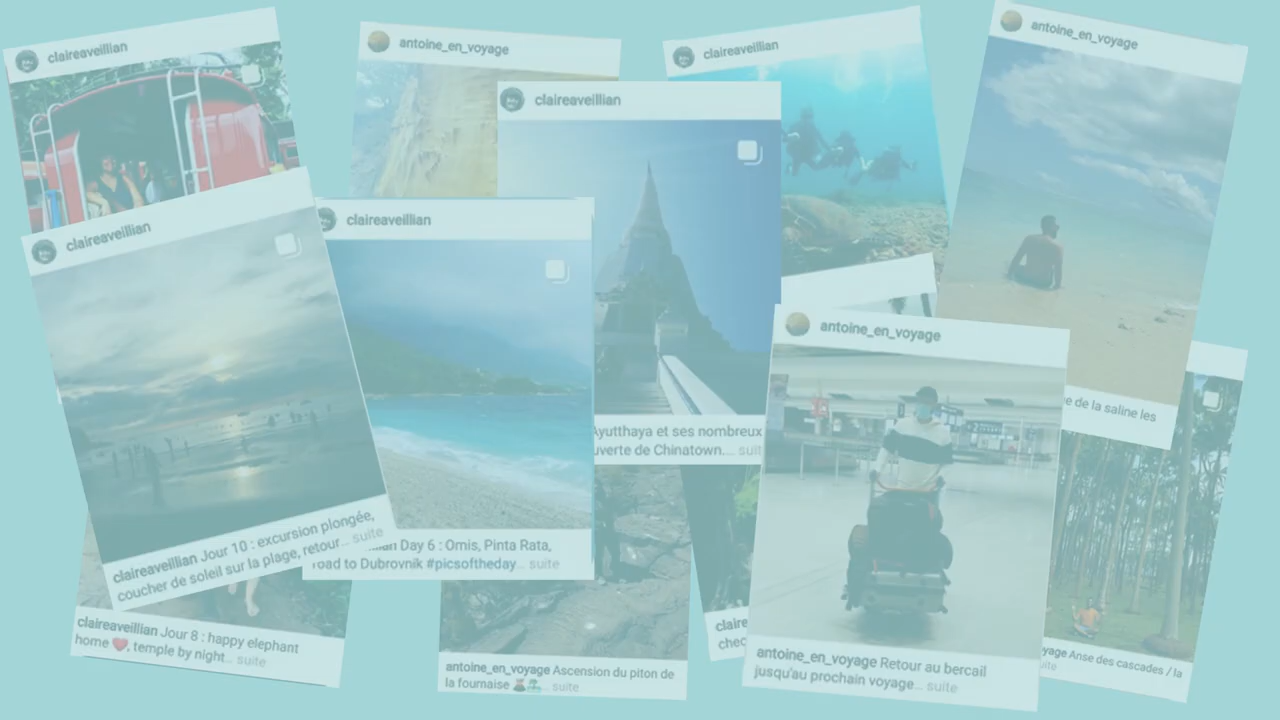 claireaveillian
antoine_en_voyage
claireaveillian
antoine_en_voyage
claireaveillian
claireaveillian
claireaveillian
antoine_en_voyage
de la saline les
Ayutthaya et ses nombreux
de Chinatown... suite
claireaveillian Jour 10 : excursion plongée,
coucher de soleil sur la plage, retour... suite
Day 6 : Omis, Pinta Rata,
road to Dubrovnik #picsoftheday... suite
claireaveillian Jour 8 : happy elephant
home ❤️, temple by night... suite
antoine_en_voyage Ascension du piton de
la fournaise 🌋🏝️... suite
antoine_en_voyage Retour au bercail
jusqu'au prochain voyage... suite
Anse des cascades / la